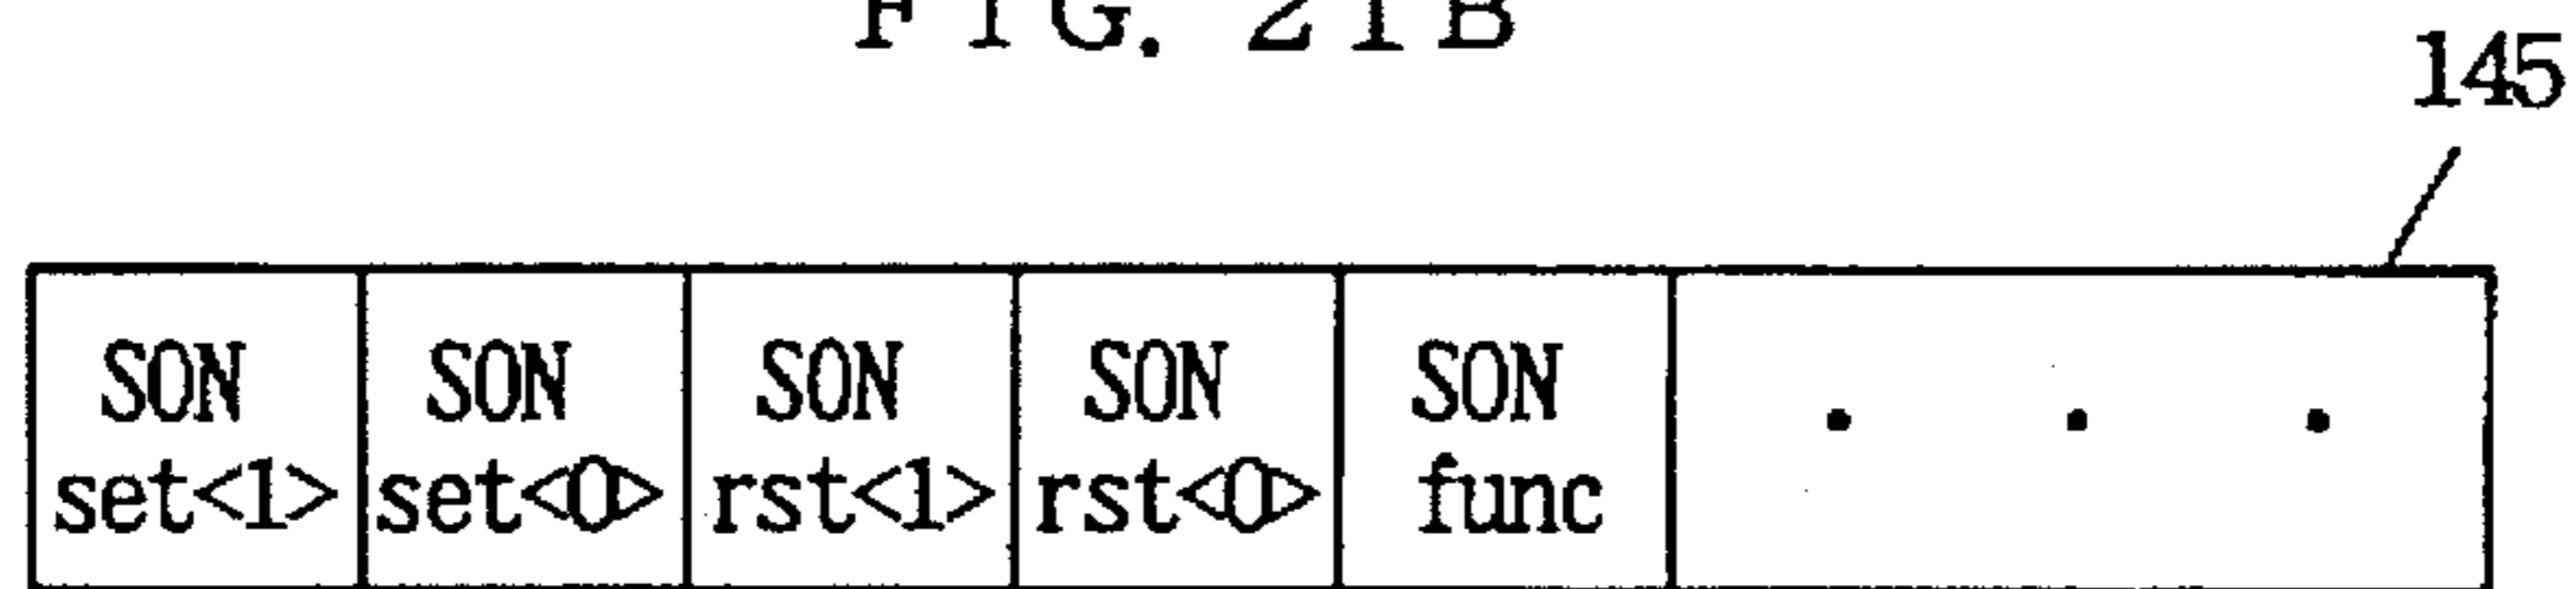 FIG. 21B
145
SON SON SON SON SON . . .
set<1> set<0> rst<1> rst<0> func